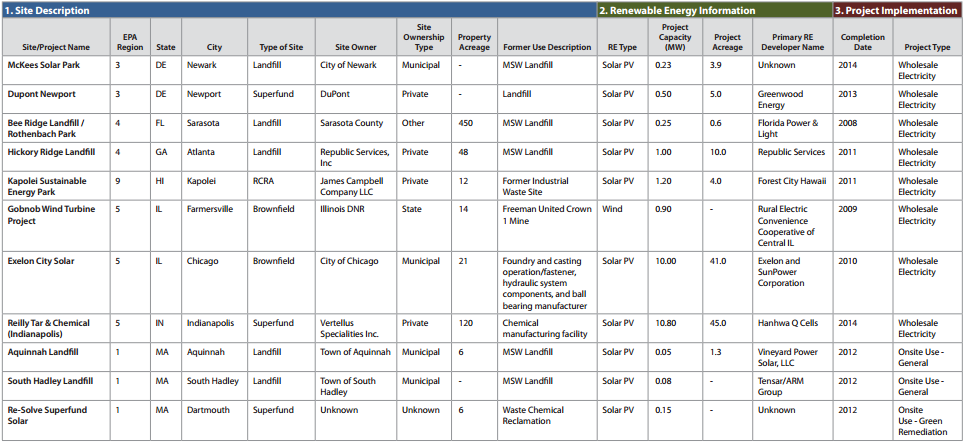 1. Site Description 2. Renewable Energy Information 3. Project Implementation
Site/Project Name EPA Region State City Type of Site Site Owner Site Ownership Type Property Acreage Former Use Description RE Type Project Capacity (MW) Project Acreage Primary RE Developer Name Completion Date Project Type
McKees Solar Park 3 DE Newark Landfill City of Newark Municipal - MSW Landfill Solar PV 0.23 3.9 Unknown 2014 Wholesale
Electricity
Dupont Newport 3 DE Newport Superfund DuPont Private - Landfill Solar PV 0.50 5.0 Greenwood 2013 Wholesale
Energy Electricity
Bee Ridge Landfill / 4 FL Sarasota Landfill Sarasota County Other 450 MSW Landfill Solar PV 0.25 0.6 Florida Power & 2008 Wholesale
Rothenbach Park Light Electricity
Hickory Ridge Landfill 4 GA Atlanta Landfill Republic Services, Private 48 MSW Landfill Solar PV 1.00 10.0 Republic Services 2011 Wholesale
Inc Electricity
Kapolei Sustainable 9 HI Kapolei RCRA James Campbell Private 12 Former Industrial Solar PV 1.20 4.0 Forest City Hawaii 2011 Wholesale
Energy Park Company LLC Waste Site Electricity
Gobnob Wind Turbine 5 IL Farmersville Brownfield Illinois DNR State 14 Freeman United Crown Wind 0.90 - Rural Electric 2009 Wholesale
Project 1 Mine Convenience Electricity
Cooperative of
Central IL
Exelon City Solar 5 IL Chicago Brownfield City of Chicago Municipal 21 Foundry and casting Solar PV 10.00 41.0 Exelon and 2010 Wholesale
operation/fastener, SunPower Electricity
hydraulic system Corporation
components, and ball
bearing manufacturer
Reilly Tar & Chemical 5 IN Indianapolis Superfund Vertellus Private 120 Chemical Solar PV 10.80 45.0 Hanhwa Q Cells 2014 Wholesale
(Indianapolis) Specialities Inc. manufacturing facility Electricity
Aquinnah Landfill 1 MA Aquinnah Landfill Town of Aquinnah Municipal 6 MSW Landfill Solar PV 0.05 1.3 Vineyard Power 2012 Onsite Use -
Solar, LLC General
South Hadley Landfill 1 MA South Hadley Landfill Town of South Municipal - MSW Landfill Solar PV 0.08 - Tensar/ARM 2012 Onsite Use -
Hadley Group General
Re-Solve Superfund 1 MA Dartmouth Superfund Unknown Unknown 6 Waste Chemical Solar PV 0.15 - Unknown 2012 Onsite
Solar Reclamation Use - Green
Remediation